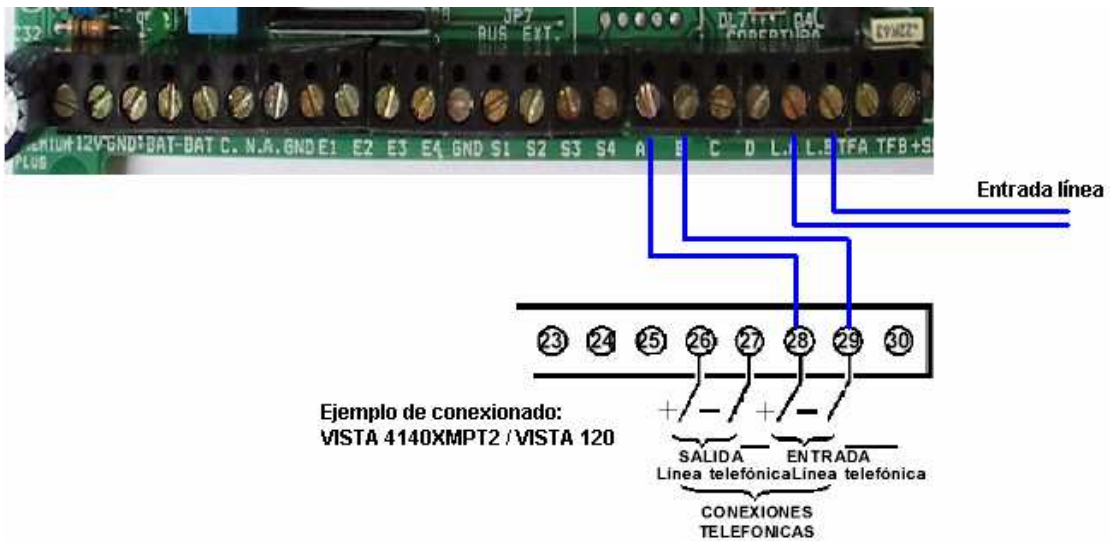 C32
JP7
BUS EXT.
COBERTURA
+12V GND +BAT -BAT C. N.A. GND E1 E2 E3 E4 GND S1 S2 S3 S4 A B C D L.A L.B TFA TFB +S
PLUS
Entrada línea
23 24 25 26 27 28 29 30
+ − + −
Ejemplo de conexionado:
VISTA 4140XMPT2 / VISTA 120
SALIDA ENTRADA
Línea telefónica Línea telefónica
CONEXIONES
TELEFONICAS